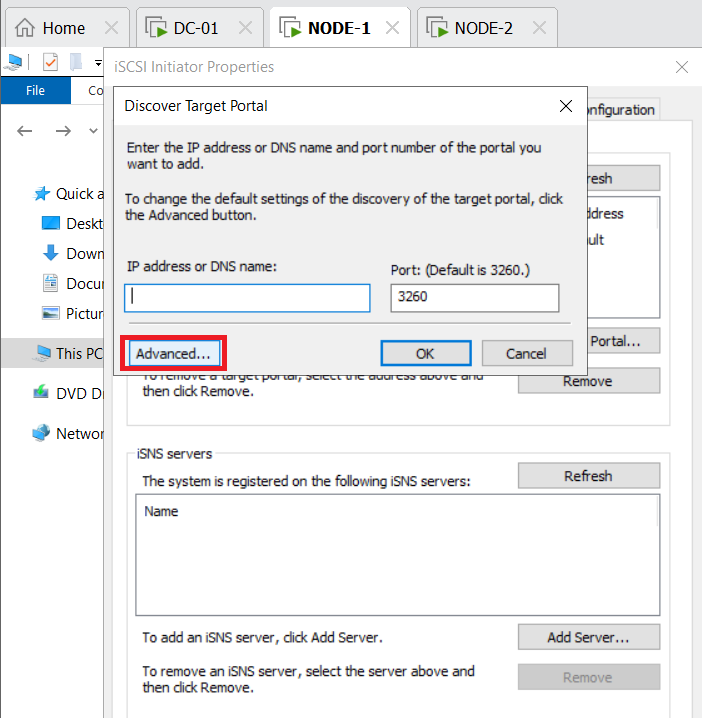 Home
DC-01
NODE-1
NODE-2
iSCSI Initiator Properties
File
Co
Discover Target Portal
onfiguration
Enter the IP address or DNS name and port number of the portal you
want to add.
resh
To change the default settings of the discovery of the target portal, click
the Advanced button.
ddress
ult
Quick a
Deskt
Down
Docu
Pictur
This PC
DVD D
Networ
IP address or DNS name:
Port: (Default is 3260.)
3260
Advanced...
OK
Cancel
Portal...
To remove a target portal, select the address above and
then click Remove.
Remove
iSNS servers
The system is registered on the following iSNS servers:
Refresh
Name
To add an iSNS server, click Add Server.
Add Server...
To remove an iSNS server, select the server above and
then click Remove.
Remove